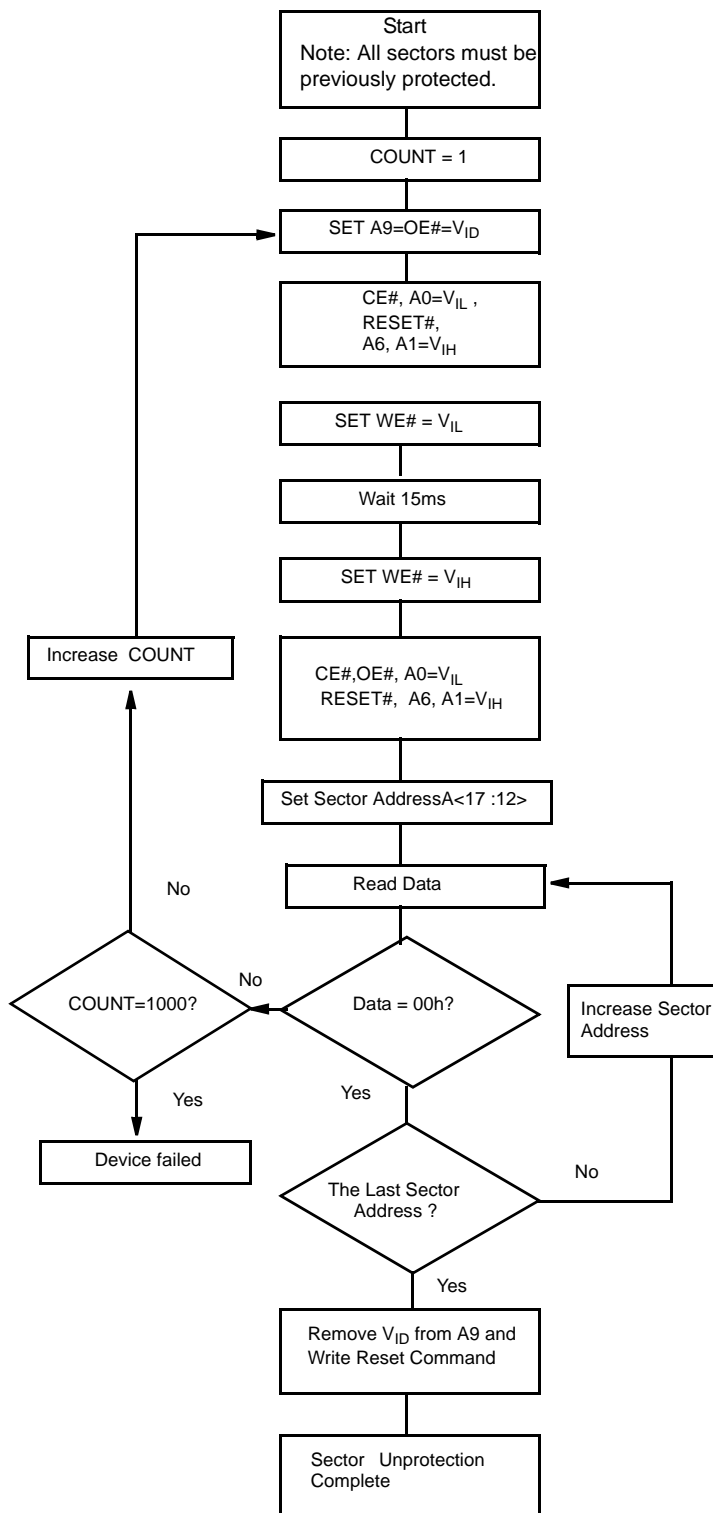 Start
Note: All sectors must be
previously protected.
COUNT = 1
SET A9=OE#=VID
CE#, A0=VIL ,
RESET#,
A6, A1=VIH
SET WE# = VIL
Wait 15ms
SET WE# = VIH
Increase COUNT
CE#,OE#, A0=VIL
RESET#, A6, A1=VIH
Set Sector AddressA<17 :12>
Read Data
No
No
COUNT=1000?
Data = 00h?
Increase Sector
Address
Yes
Yes
Device failed
No
The Last Sector
Address ?
Yes
Remove VID from A9 and
Write Reset Command
Sector Unprotection
Complete